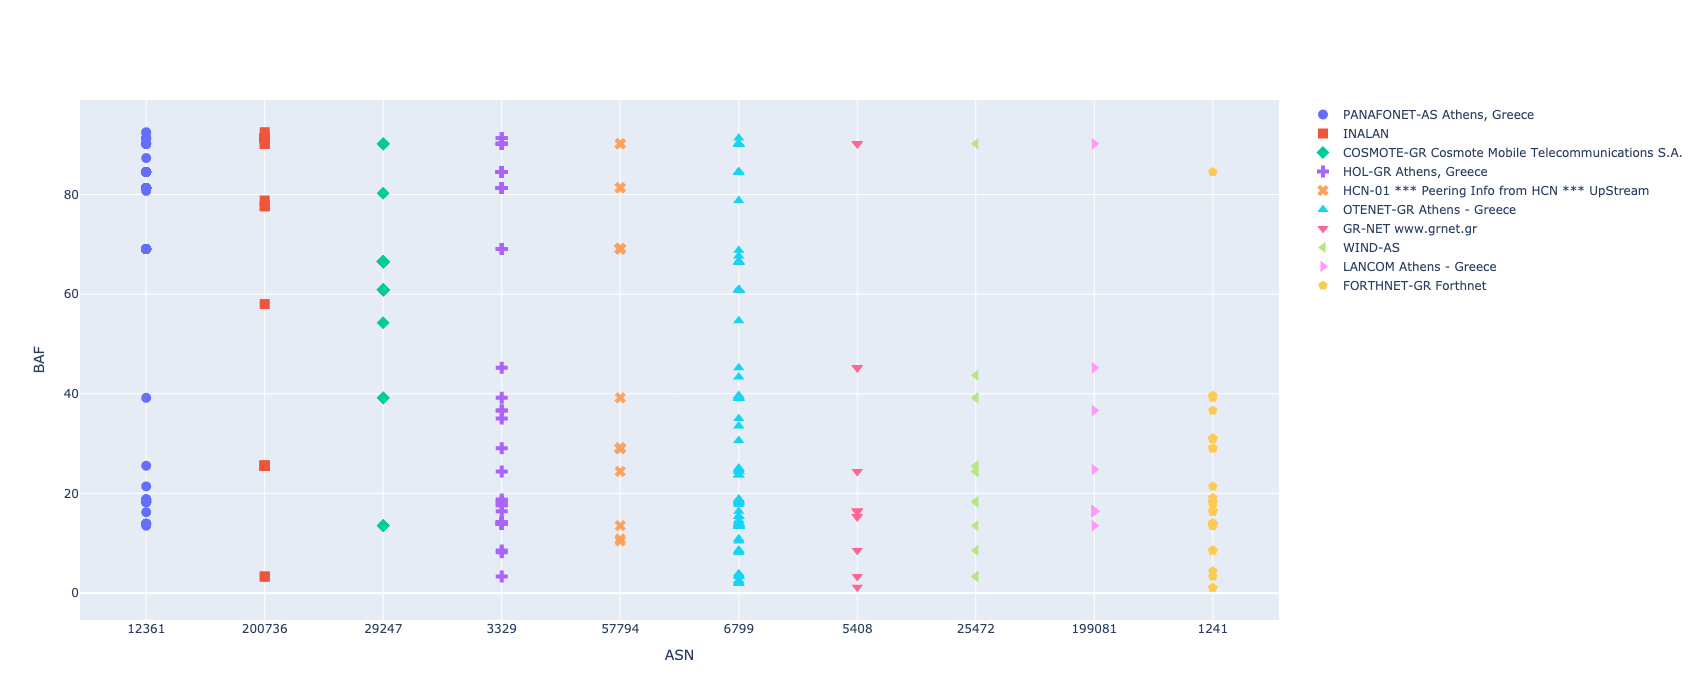 PANAFONET-AS Athens, Greece
INALAN
COSMOTE-GR Cosmote Mobile Telecommunications S.A.
HOL-GR Athens, Greece
HCN-01 *** Peering Info from HCN *** UpStream
OTENET-GR Athens - Greece
GR-NET www.grnet.gr
WIND-AS
LANCOM Athens - Greece
FORTHNET-GR Forthnet
80
60
40
20
0
BAF
12361 200736 29247 3329 57794 6799 5408 25472 199081 1241
ASN